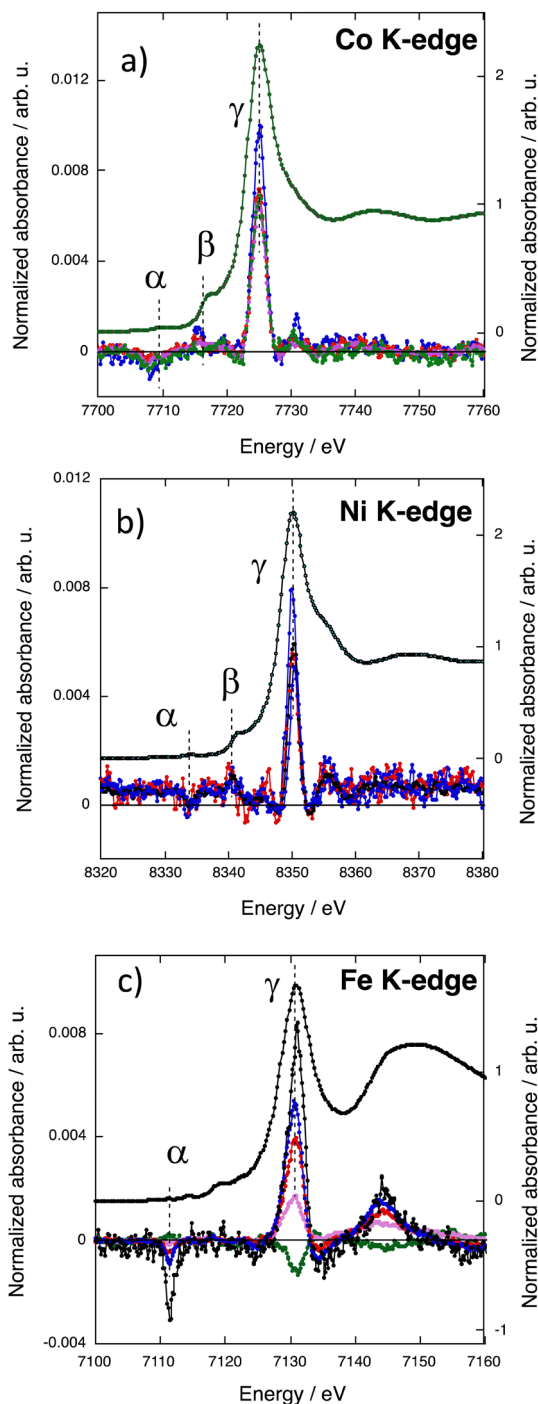 a)
Co K-edge
Normalized absorbance / arb. u.
0.012
0.008
0.004
0
α
β
γ
2
1
0
Normalized absorbance / arb. u.
7700 7710 7720 7730 7740 7750 7760
Energy / eV
b)
Ni K-edge
Normalized absorbance / arb. u.
0.012
0.008
0.004
0
α
β
γ
2
1
0
Normalized absorbance / arb. u.
8320 8330 8340 8350 8360 8370 8380
Energy / eV
c)
Fe K-edge
Normalized absorbance / arb. u.
0.008
0.004
0
-0.004
α
γ
1
0
-1
Normalized absorbance / arb. u.
7100 7110 7120 7130 7140 7150 7160
Energy / eV